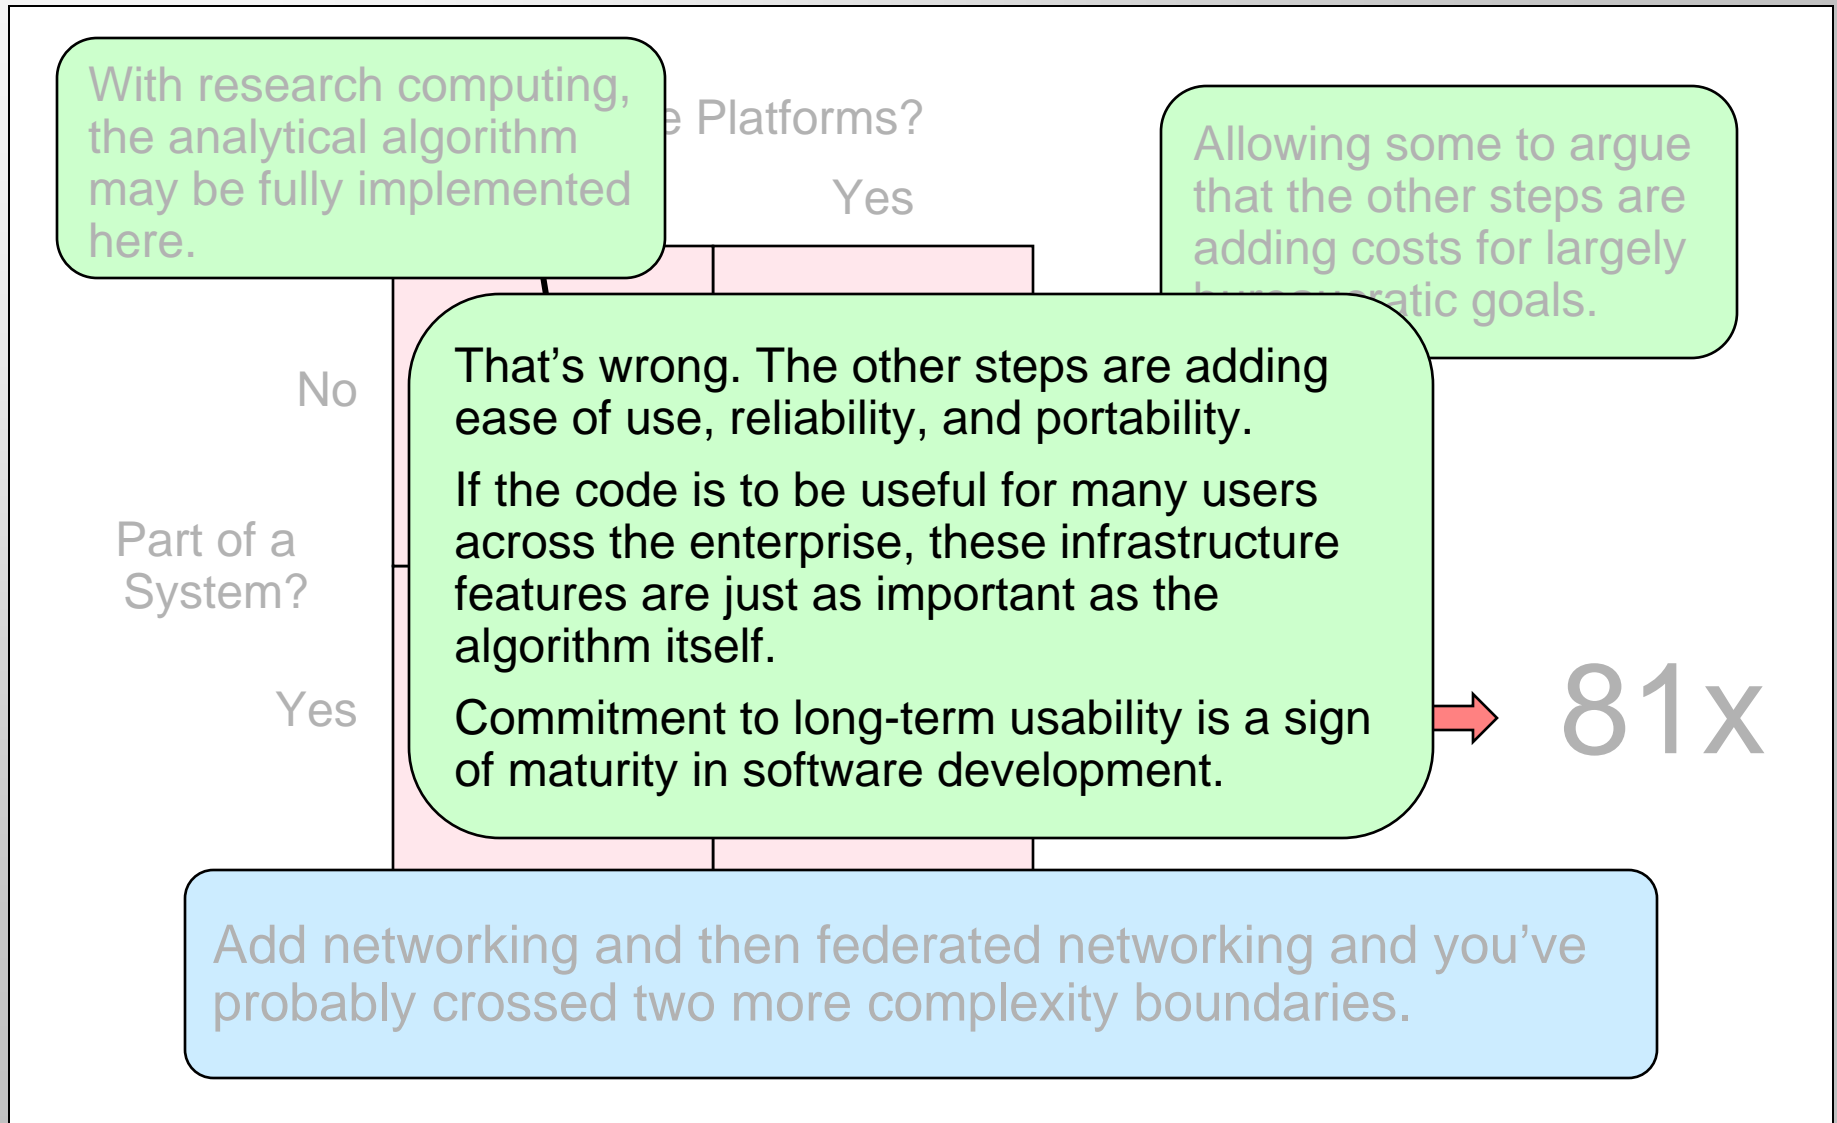 With research computing,
the analytical algorithm
may be fully implemented
here.
Platforms?
Yes
Allowing some to argue
that the other steps are
adding costs for largely
goals.
No
That’s wrong. The other steps are adding
ease of use, reliability, and portability.
If the code is to be useful for many users
across the enterprise, these infrastructure
features are just as important as the
algorithm itself.
Commitment to long-term usability is a sign
of maturity in software development.
Part of a
System?
Yes
81x
Add networking and then federated networking and you’ve
probably crossed two more complexity boundaries.